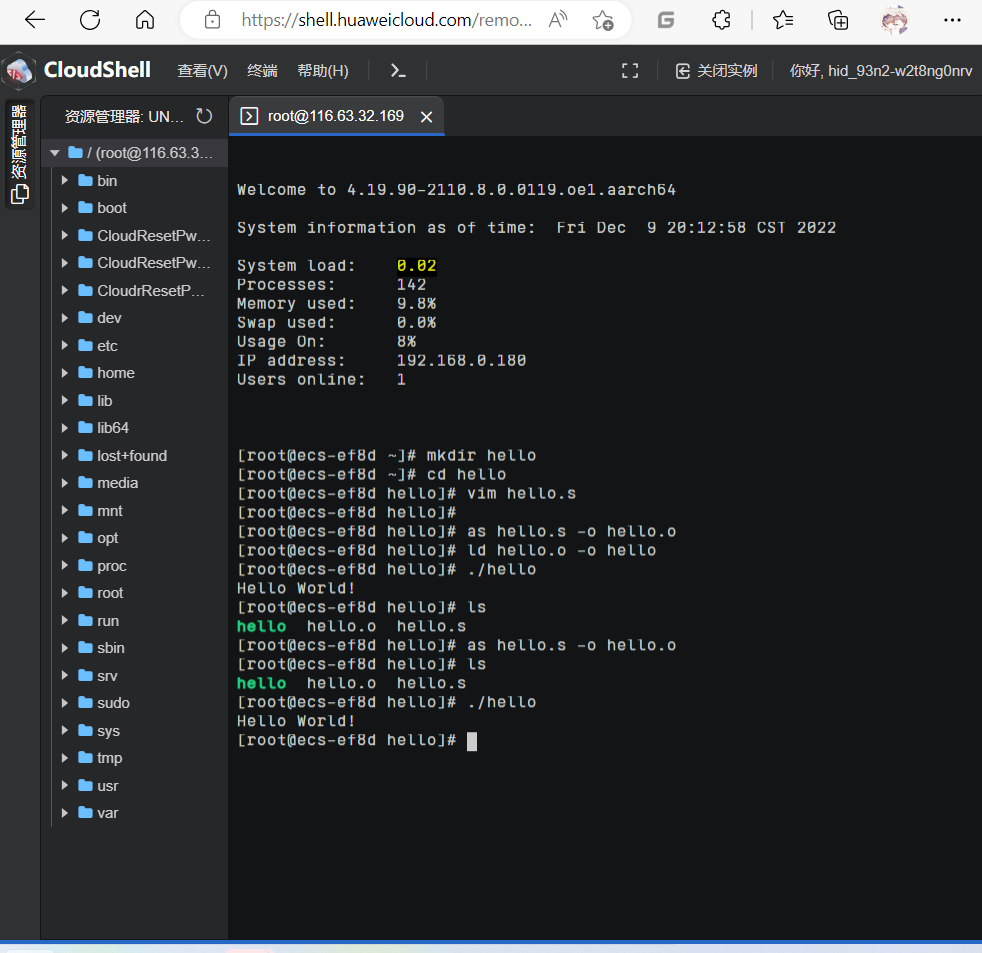 https://shell.huaweicloud.com/remo...
CloudShell 查看(V) 终端 帮助(H) 关闭实例 你好, hid_93n2-w2t8ng0nrv
资源管理器
资源管理器: UN...
/ (root@116.63.3...
bin
boot
CloudResetPw...
CloudResetPw...
CloudrResetP...
dev
etc
home
lib
lib64
lost+found
media
mnt
opt
proc
root
run
sbin
srv
sudo
sys
tmp
usr
var
root@116.63.32.169
Welcome to 4.19.90-2110.8.0.0119.oe1.aarch64
System information as of time:  Fri Dec  9 20:12:58 CST 2022
System load:    0.02
Processes:      142
Memory used:    9.8%
Swap used:      0.0%
Usage On:       8%
IP address:     192.168.0.180
Users online:   1
[root@ecs-ef8d ~]# mkdir hello
[root@ecs-ef8d ~]# cd hello
[root@ecs-ef8d hello]# vim hello.s
[root@ecs-ef8d hello]#
[root@ecs-ef8d hello]# as hello.s -o hello.o
[root@ecs-ef8d hello]# ld hello.o -o hello
[root@ecs-ef8d hello]# ./hello
Hello World!
[root@ecs-ef8d hello]# ls
hello  hello.o  hello.s
[root@ecs-ef8d hello]# as hello.s -o hello.o
[root@ecs-ef8d hello]# ls
hello  hello.o  hello.s
[root@ecs-ef8d hello]# ./hello
Hello World!
[root@ecs-ef8d hello]#